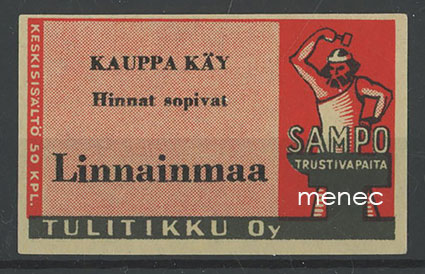 KESKISISÄLTÖ 50 KPL.
KAUPPA KÄY
Hinnat sopivat
Linnainmaa
SAMPO
TRUSTIVAPAITA
menec
TULITIKKU Oy